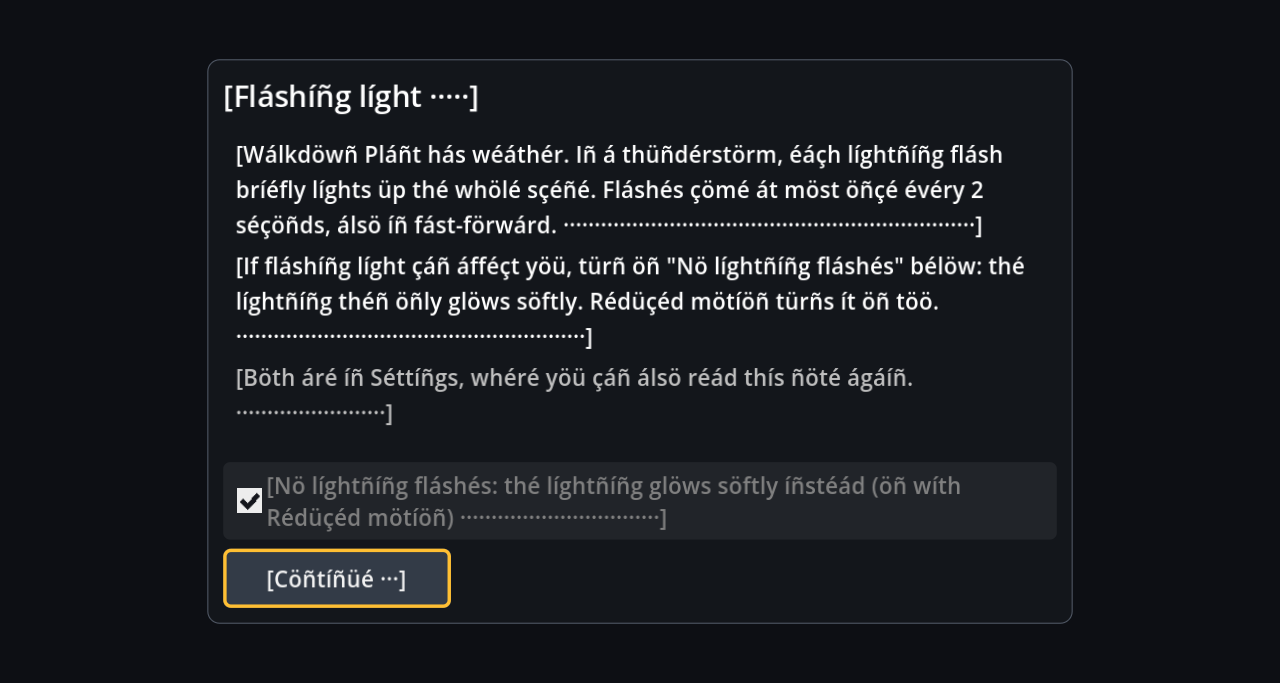 [Fláshíñg líght ·····]
[Wálkdöwñ Pláñt hás wéáthér. Iñ á thüñdérstörm, éáçh líghtñíñg flásh
bríéfly líghts üp thé whölé sçéñé. Fláshés çömé át möst öñçé évéry 2
séçöñds, álsö íñ fást-förwárd. ··································································]
[If fláshíñg líght çáñ áfféçt yöü, türñ öñ "Nö líghtñíñg fláshés" bélöw: thé
líghtñíñg théñ öñly glöws söftly. Rédüçéd mötíöñ türñs ít öñ töö.
························································]
[Böth áré íñ Séttíñgs, whéré yöü çáñ álsö réád thís ñöté ágáíñ.
························]
[Nö líghtñíñg fláshés: thé líghtñíñg glöws söftly íñstéád (öñ wíth
Rédüçéd mötíöñ) ································]
[Cöñtíñüé ···]